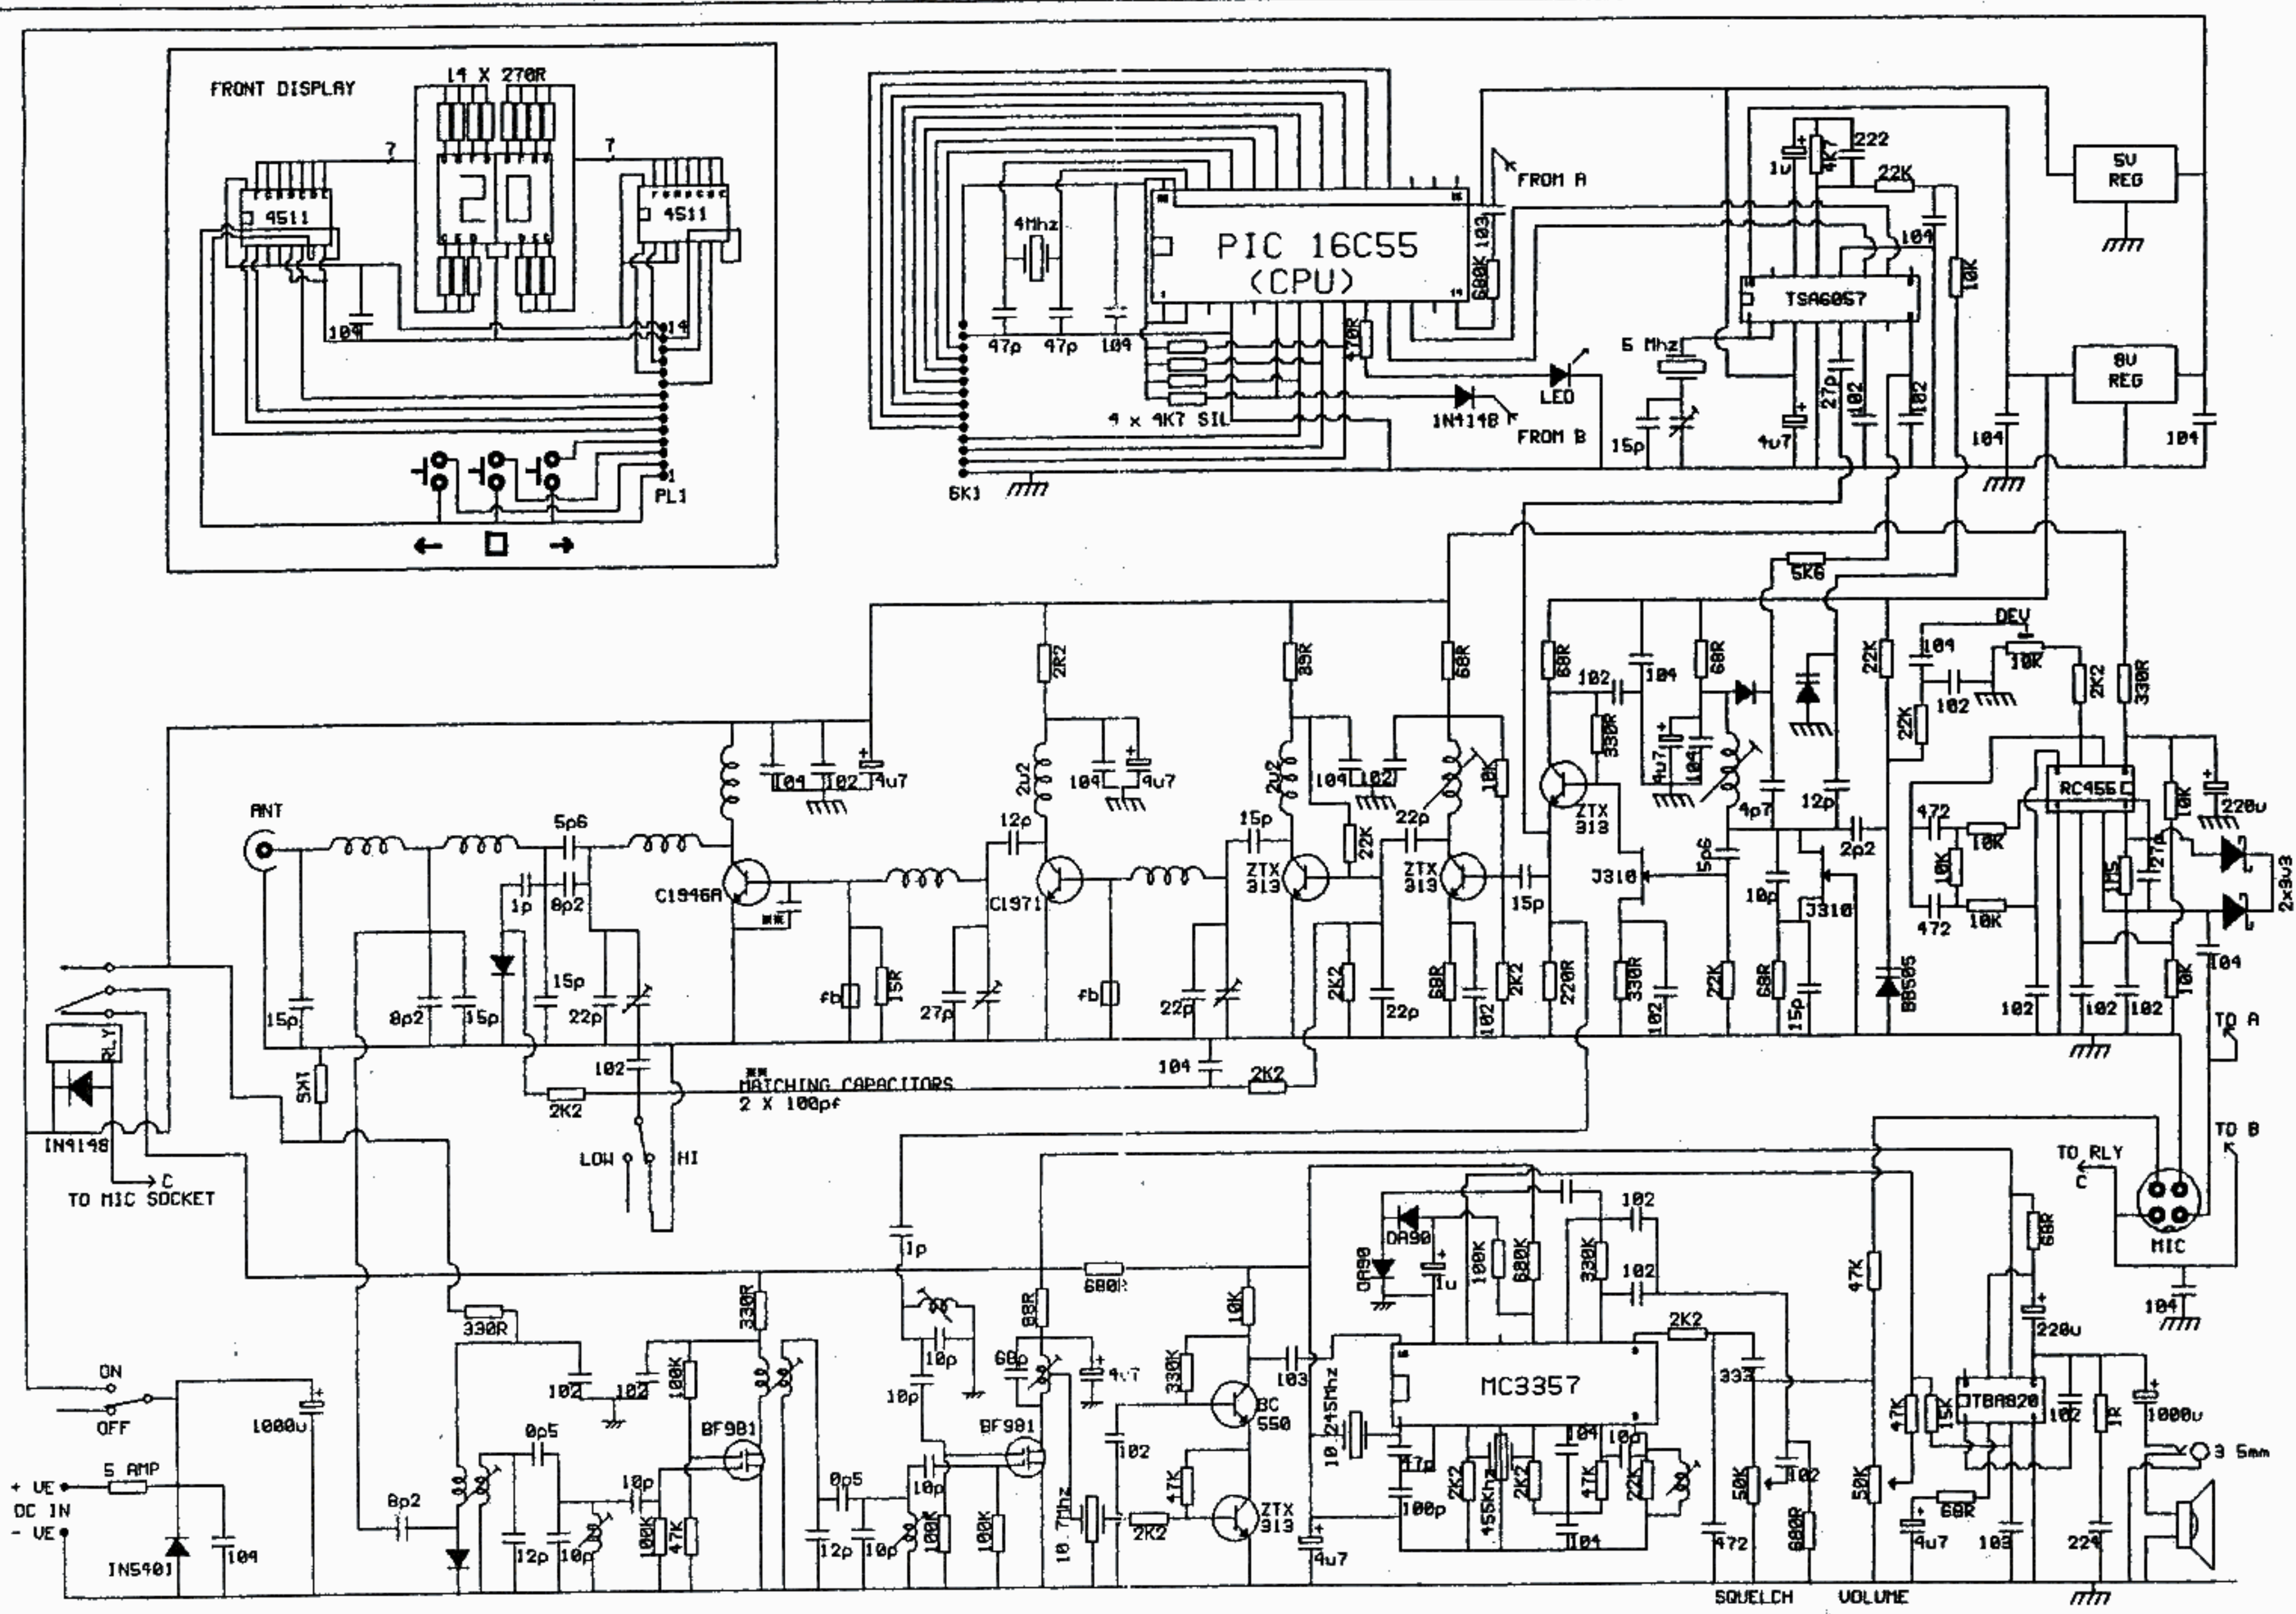 FRONT DISPLAY
14 X 270R
7
7
4511
4511
104
14
1
PL1
PIC 16C55
(CPU)
4Mhz
47p
47p
104
4 x 4K7 SIL
SK1
470R
103
680K
FROM A
LED
1N4148
FROM B
1u
4K7
222
22K
104
10K
TSA6057
5 Mhz
15p
4u7
27p
102
102
104
104
5V
REG
8V
REG
5K6
DEV
2R2
89R
68R
68R
102
104
68R
330R
22K
104
102
10K
2K2
330R
22K
104
102
4u7
2u2
104
4u7
2u2
104
102
10K
4u7
104
4p7
12p
RC455
10K
220u
ANT
5p6
12p
15p
22K
22p
ZTX
313
5p6
2p2
472
10K
10K
472
10K
1M5
27p
2x3v3
1p
8p2
C1946A
**
C1971
ZTX
313
ZTX
313
15p
J310
10p
J310
104
15p
8p2
15p
15p
22p
fb
15R
27p
fb
22p
2K2
22p
68R
102
2K2
220R
330R
102
22K
68R
15p
BB505
102
102
102
10K
RLY
IN4148
C
TO MIC SOCKET
5K1
102
2K2
**
MATCHING CAPACITORS
2 X 100pf
104
2K2
LOW
HI
TO A
TO B
TO RLY
C
MIC
104
1p
680R
330R
330R
102
102
100K
68R
10p
68p
4u7
10p
10K
330K
103
BC
550
OA90
OA90
1u
100K
680K
330K
102
102
MC3357
2K2
333
47K
68R
220u
TBA820
47K
15K
102
1R
1000u
3 5mm
ON
OFF
1000u
5 AMP
+ VE
DC IN
- VE
IN5401
104
8p2
0p5
12p
10p
10p
BF981
100K
47K
0p5
12p
10p
10p
BF981
100K
100K
10.7Mhz
102
2K2
47K
ZTX
313
4u7
10.245Mhz
47p
100p
2K2
455Khz
2K2
104
47K
10p
22K
104
472
50K
102
680R
50K
4u7
68R
103
224
SQUELCH
VOLUME